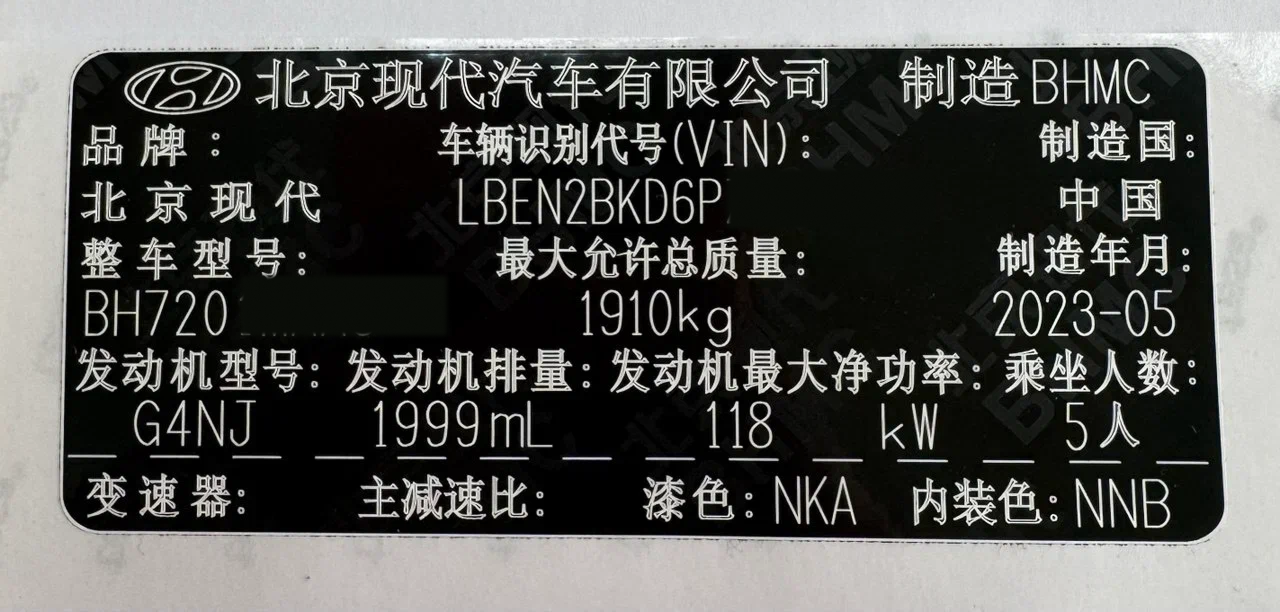 北京现代汽车有限公司 制造BHMC
品牌: 车辆识别代号(VIN): 制造国:
北京现代 LBEN2BKD6P 中国
整车型号: 最大允许总质量: 制造年月:
BH720 1910kg 2023-05
发动机型号: 发动机排量: 发动机最大净功率: 乘坐人数:
G4NJ 1999mL 118 kW 5人
变速器: 主减速比: 漆色: NKA 内装色: NNB